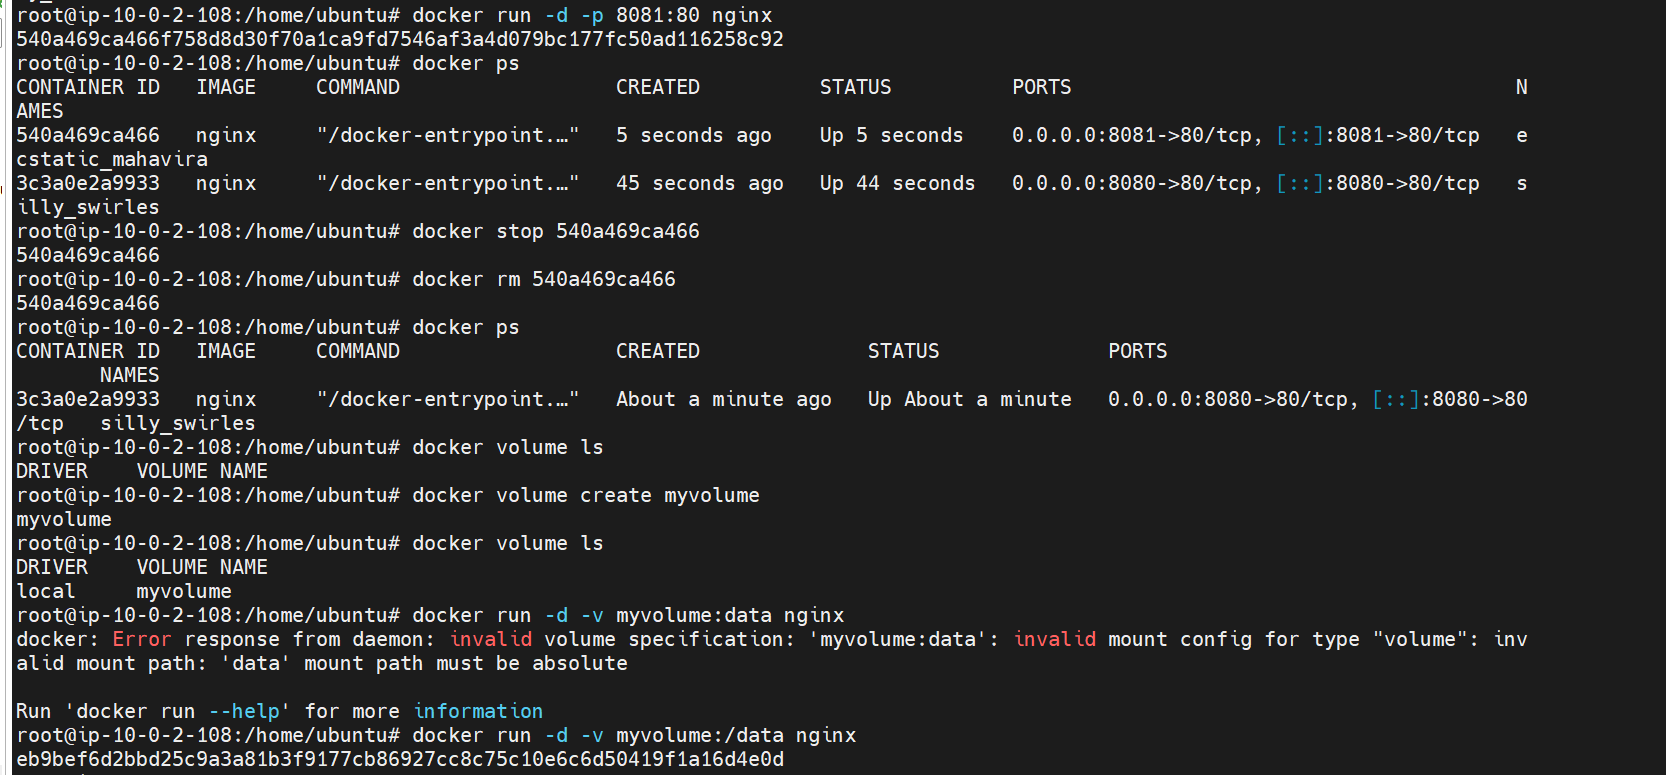 root@ip-10-0-2-108:/home/ubuntu# docker run -d -p 8081:80 nginx
540a469ca466f758d8d30f70a1ca9fd7546af3a4d079bc177fc50ad116258c92
root@ip-10-0-2-108:/home/ubuntu# docker ps
CONTAINER ID   IMAGE     COMMAND                  CREATED          STATUS          PORTS                                     N
AMES
540a469ca466   nginx     "/docker-entrypoint.…"   5 seconds ago    Up 5 seconds    0.0.0.0:8081->80/tcp, [::]:8081->80/tcp   e
cstatic_mahavira
3c3a0e2a9933   nginx     "/docker-entrypoint.…"   45 seconds ago   Up 44 seconds   0.0.0.0:8080->80/tcp, [::]:8080->80/tcp   s
illy_swirles
root@ip-10-0-2-108:/home/ubuntu# docker stop 540a469ca466
540a469ca466
root@ip-10-0-2-108:/home/ubuntu# docker rm 540a469ca466
540a469ca466
root@ip-10-0-2-108:/home/ubuntu# docker ps
CONTAINER ID   IMAGE     COMMAND                  CREATED              STATUS              PORTS
       NAMES
3c3a0e2a9933   nginx     "/docker-entrypoint.…"   About a minute ago   Up About a minute   0.0.0.0:8080->80/tcp, [::]:8080->80
/tcp   silly_swirles
root@ip-10-0-2-108:/home/ubuntu# docker volume ls
DRIVER    VOLUME NAME
root@ip-10-0-2-108:/home/ubuntu# docker volume create myvolume
myvolume
root@ip-10-0-2-108:/home/ubuntu# docker volume ls
DRIVER    VOLUME NAME
local     myvolume
root@ip-10-0-2-108:/home/ubuntu# docker run -d -v myvolume:data nginx
docker: Error response from daemon: invalid volume specification: 'myvolume:data': invalid mount config for type "volume": inv
alid mount path: 'data' mount path must be absolute

Run 'docker run --help' for more information
root@ip-10-0-2-108:/home/ubuntu# docker run -d -v myvolume:/data nginx
eb9bef6d2bbd25c9a3a81b3f9177cb86927cc8c75c10e6c6d50419f1a16d4e0d